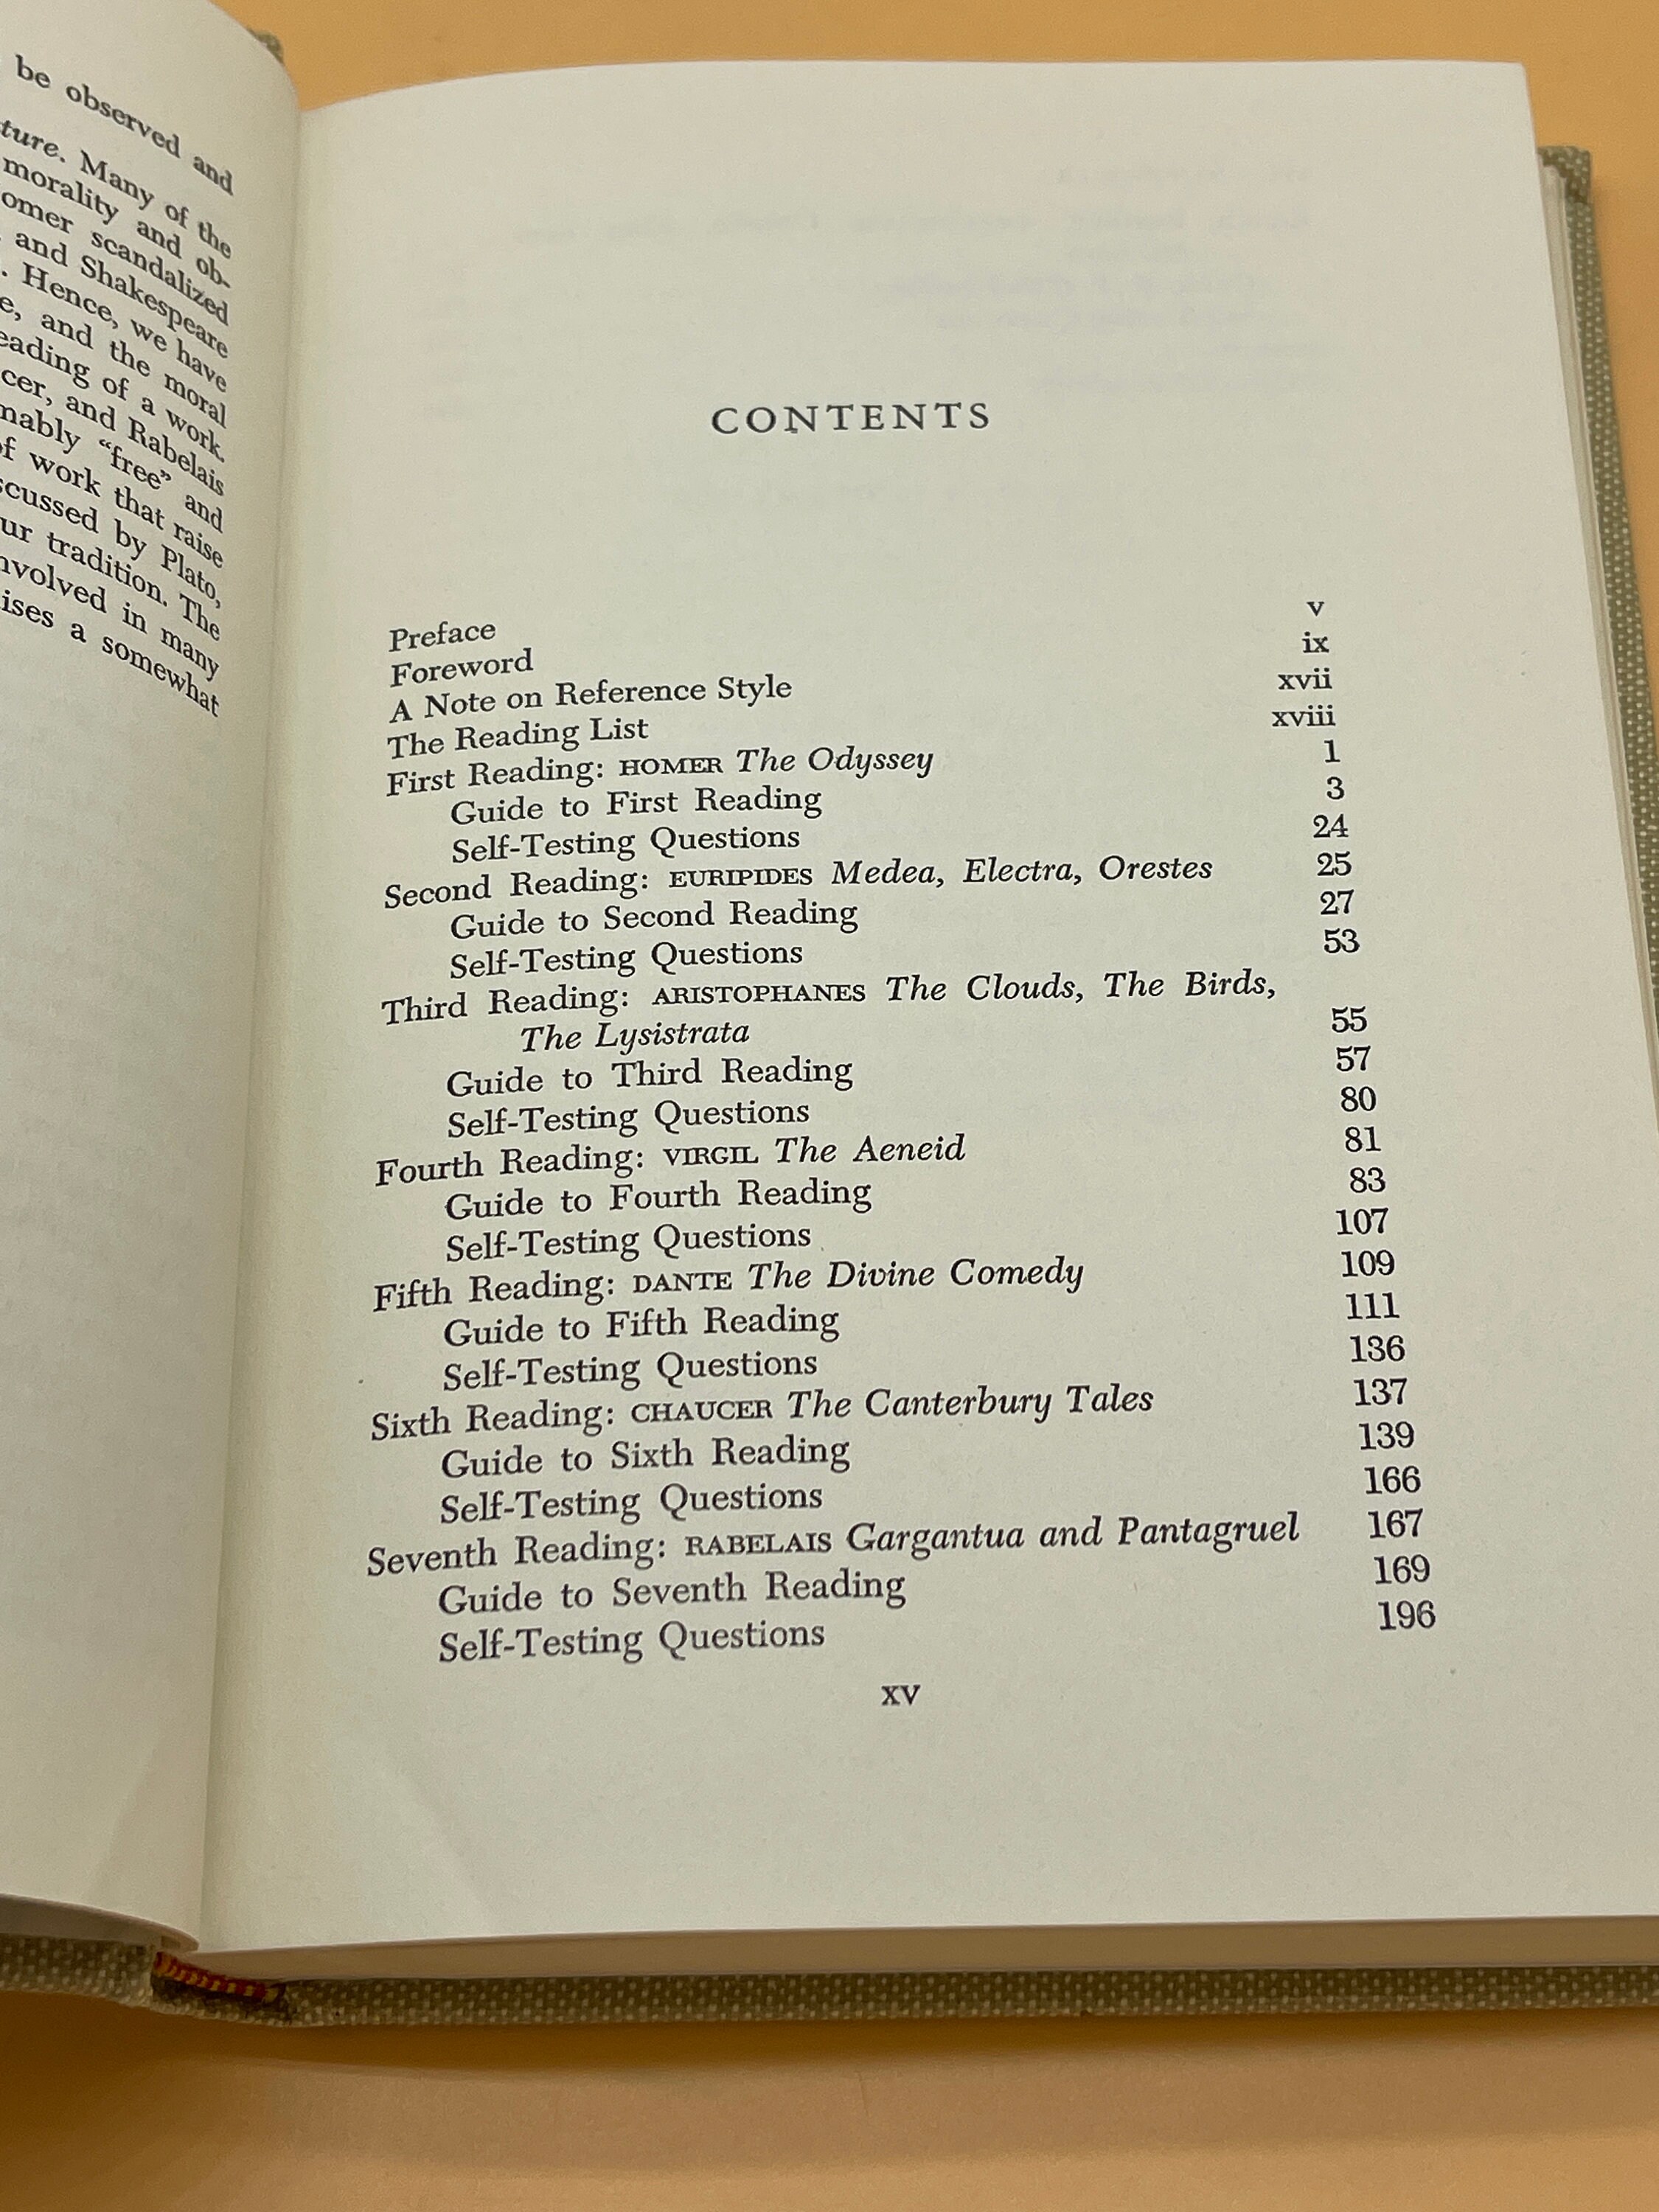 be observed and
ture. Many of the
morality and ob-
omer scandalized
and Shakespeare
. Hence, we have
e, and the moral
eading of a work.
cer, and Rabelais
mably “free” and
of work that raise
scussed by Plato,
ur tradition. The
nvolved in many
ises a somewhat
CONTENTS
Preface v
Foreword ix
A Note on Reference Style xvii
The Reading List xviii
First Reading: HOMER The Odyssey 1
Guide to First Reading 3
Self-Testing Questions 24
Second Reading: EURIPIDES Medea, Electra, Orestes 25
Guide to Second Reading 27
Self-Testing Questions 53
Third Reading: ARISTOPHANES The Clouds, The Birds,
The Lysistrata 55
Guide to Third Reading 57
Self-Testing Questions 80
Fourth Reading: VIRGIL The Aeneid 81
Guide to Fourth Reading 83
Self-Testing Questions 107
Fifth Reading: DANTE The Divine Comedy 109
Guide to Fifth Reading 111
Self-Testing Questions 136
Sixth Reading: CHAUCER The Canterbury Tales 137
Guide to Sixth Reading 139
Self-Testing Questions 166
Seventh Reading: RABELAIS Gargantua and Pantagruel 167
Guide to Seventh Reading 169
Self-Testing Questions 196
xv